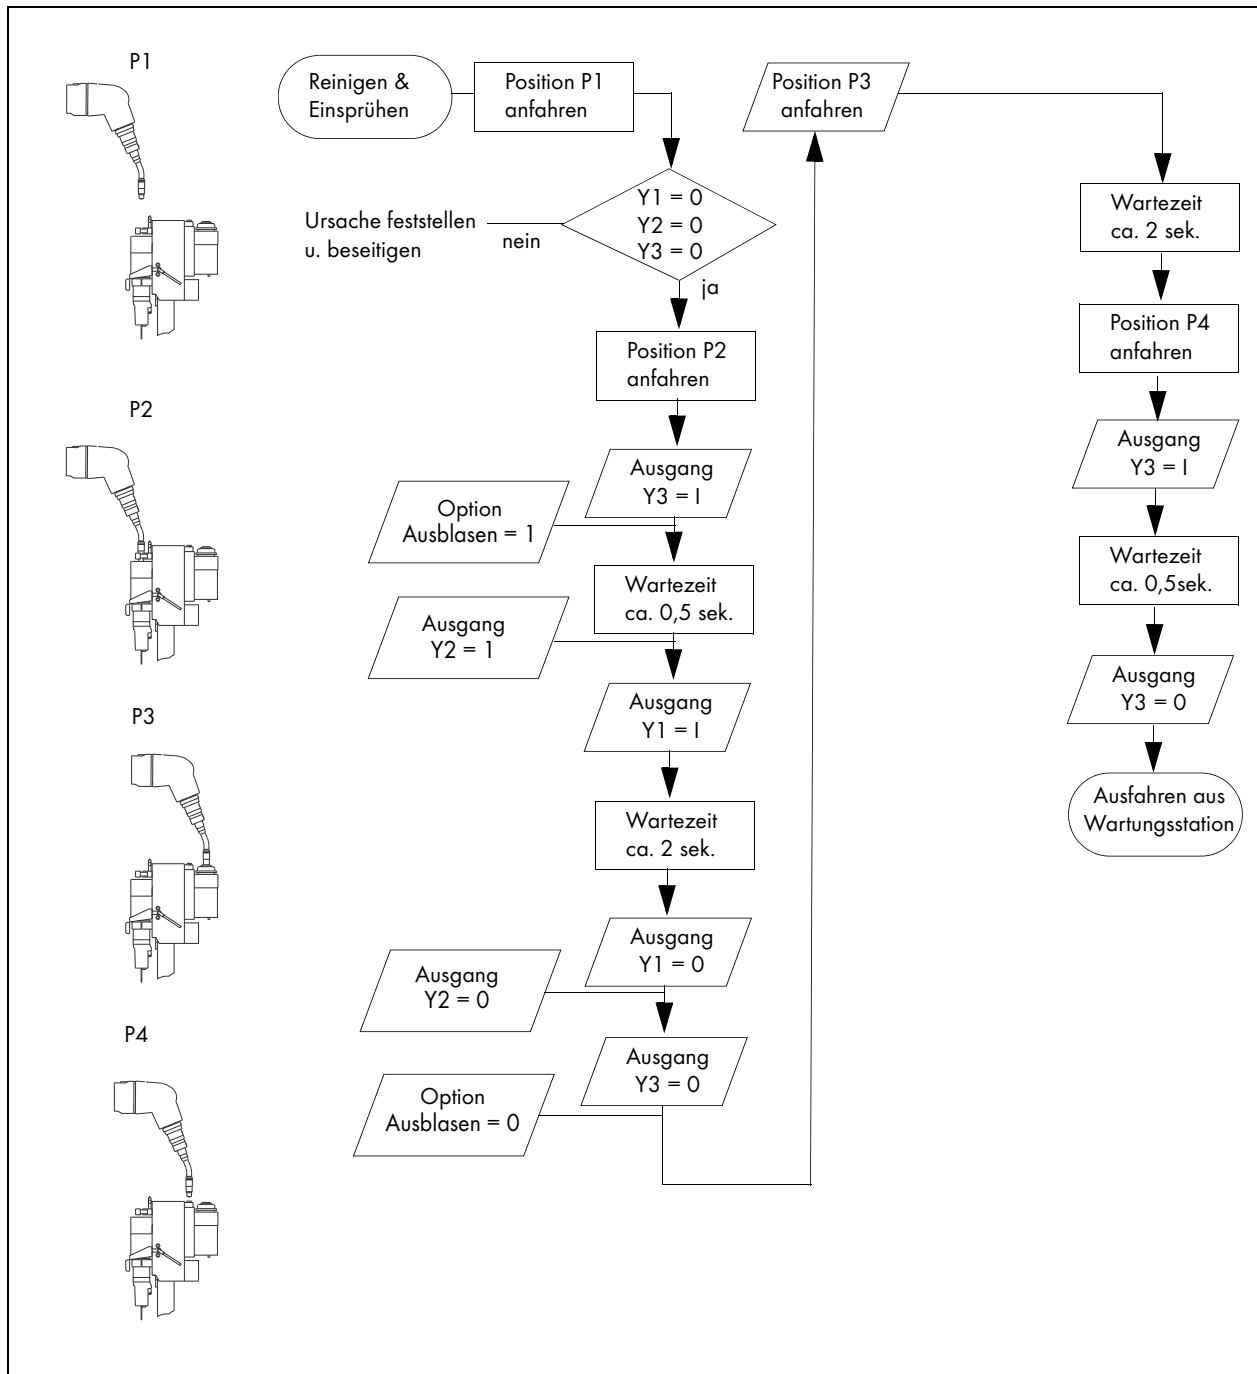 P1
P2
P3
P4
Reinigen &
Einsprühen
Position P1
anfahren
Y1 = 0
Y2 = 0
Y3 = 0
Ursache feststellen
u. beseitigen
nein
ja
Position P2
anfahren
Ausgang
Y3 = I
Option
Ausblasen = 1
Wartezeit
ca. 0,5 sek.
Ausgang
Y2 = 1
Ausgang
Y1 = I
Wartezeit
ca. 2 sek.
Ausgang
Y1 = 0
Ausgang
Y2 = 0
Ausgang
Y3 = 0
Option
Ausblasen = 0
Position P3
anfahren
Wartezeit
ca. 2 sek.
Position P4
anfahren
Ausgang
Y3 = I
Wartezeit
ca. 0,5sek.
Ausgang
Y3 = 0
Ausfahren aus
Wartungsstation